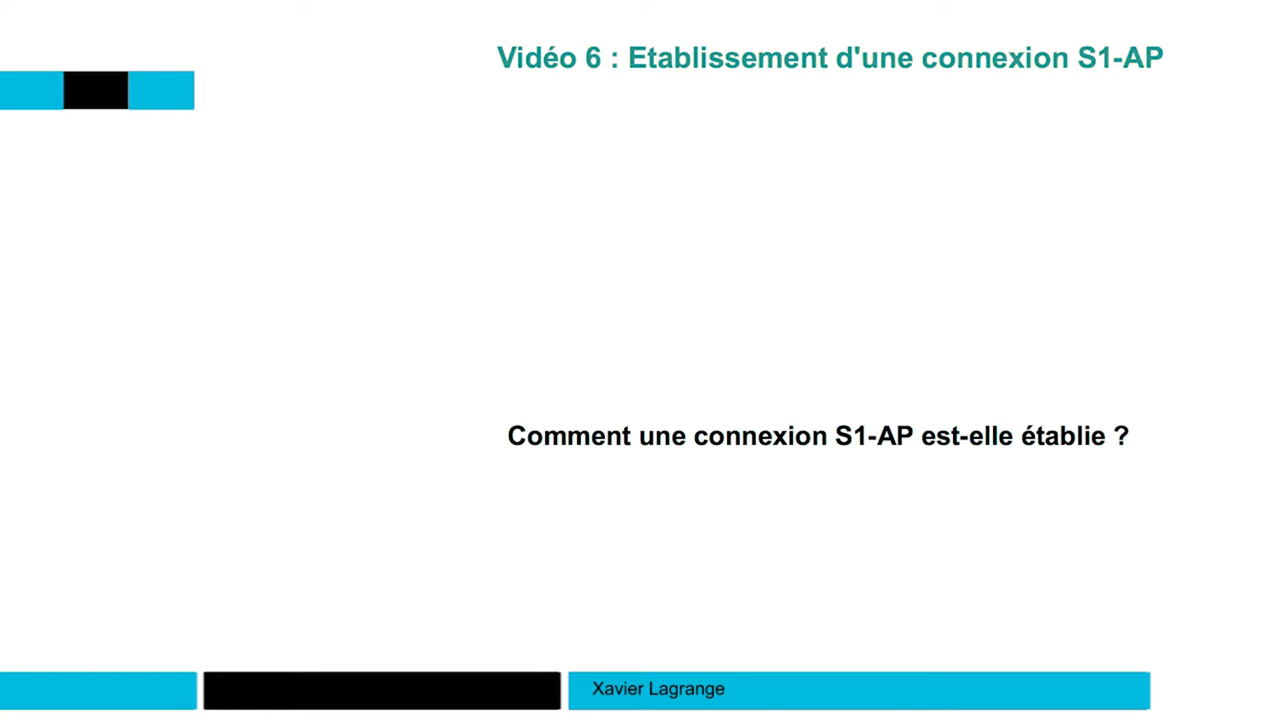 Vidéo 6 : Etablissement d'une connexion S1-AP
Comment une connexion S1-AP est-elle établie ?
Xavier Lagrange